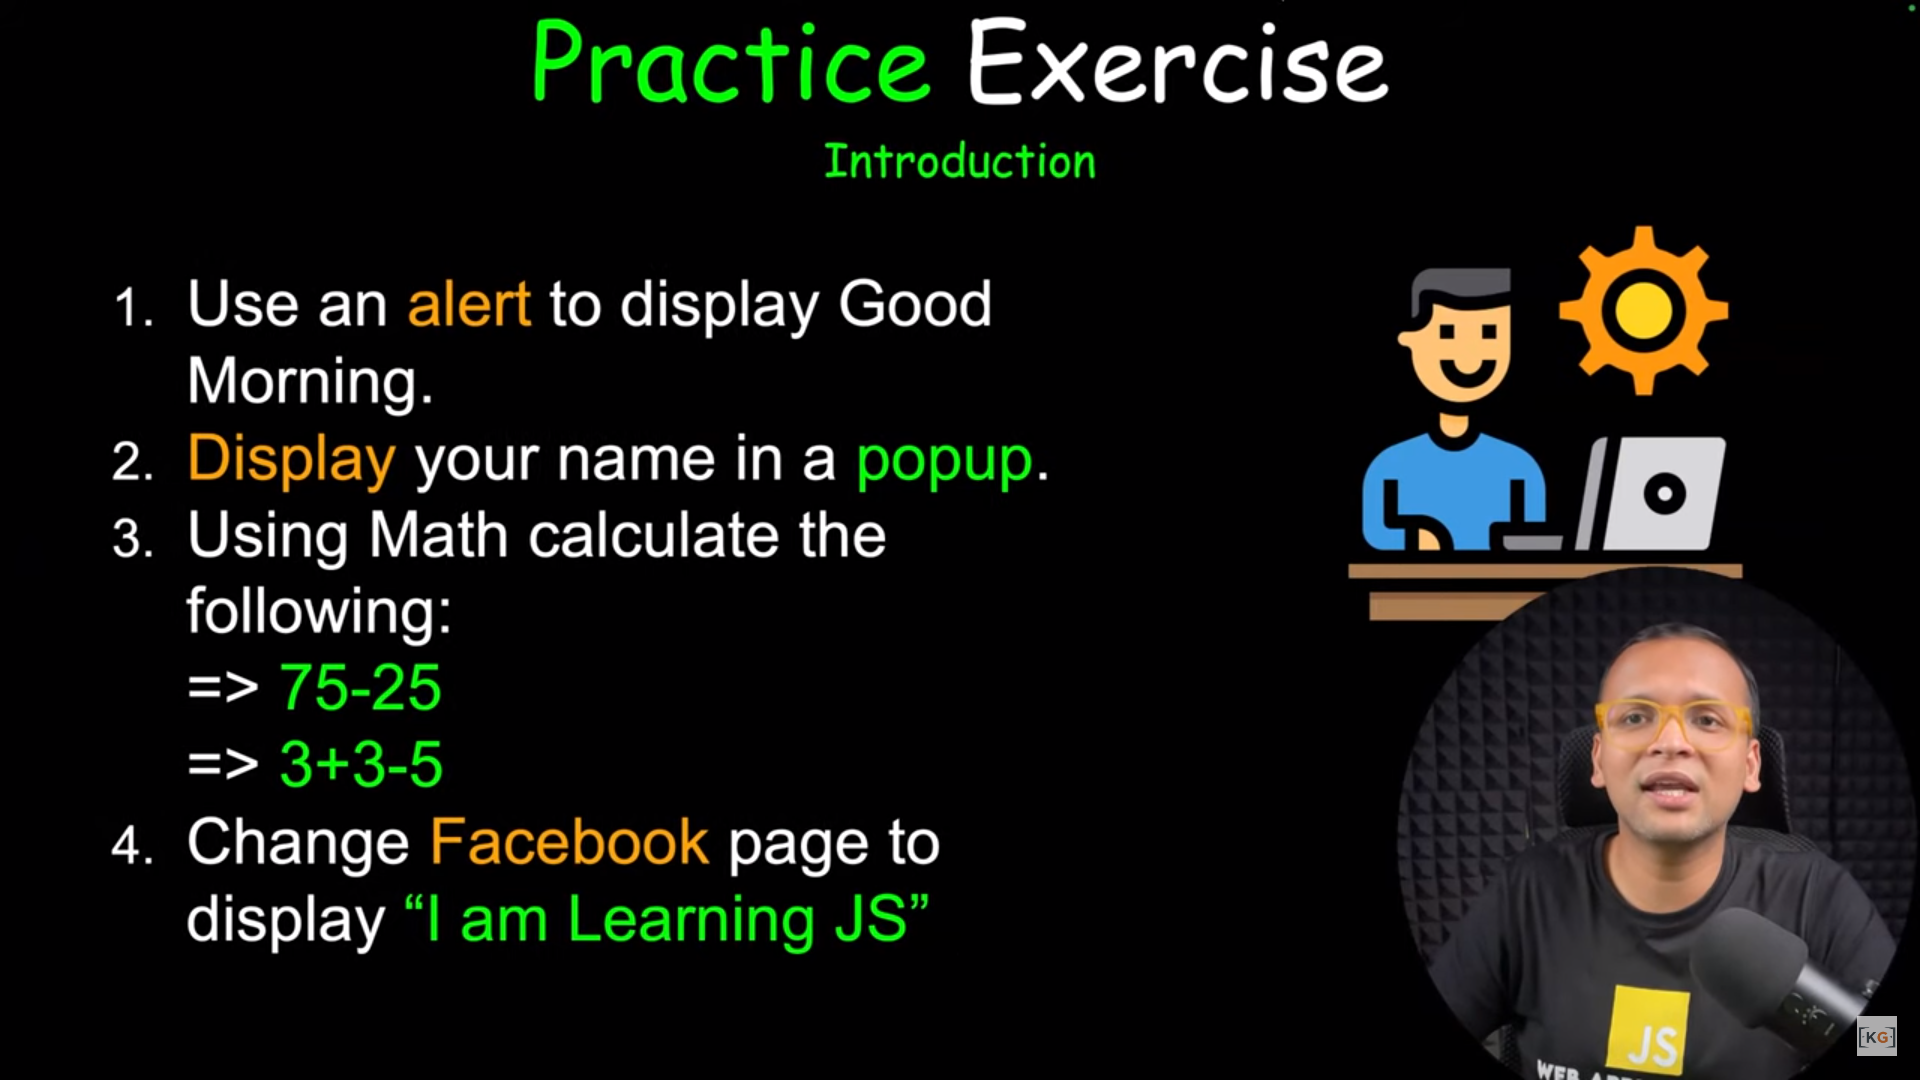 Practice Exercise
Introduction
1. Use an alert to display Good
Morning.
2. Display your name in a popup.
3. Using Math calculate the
following:
=> 75-25
=> 3+3-5
4. Change Facebook page to
display “I am Learning JS”
JS
[KG]